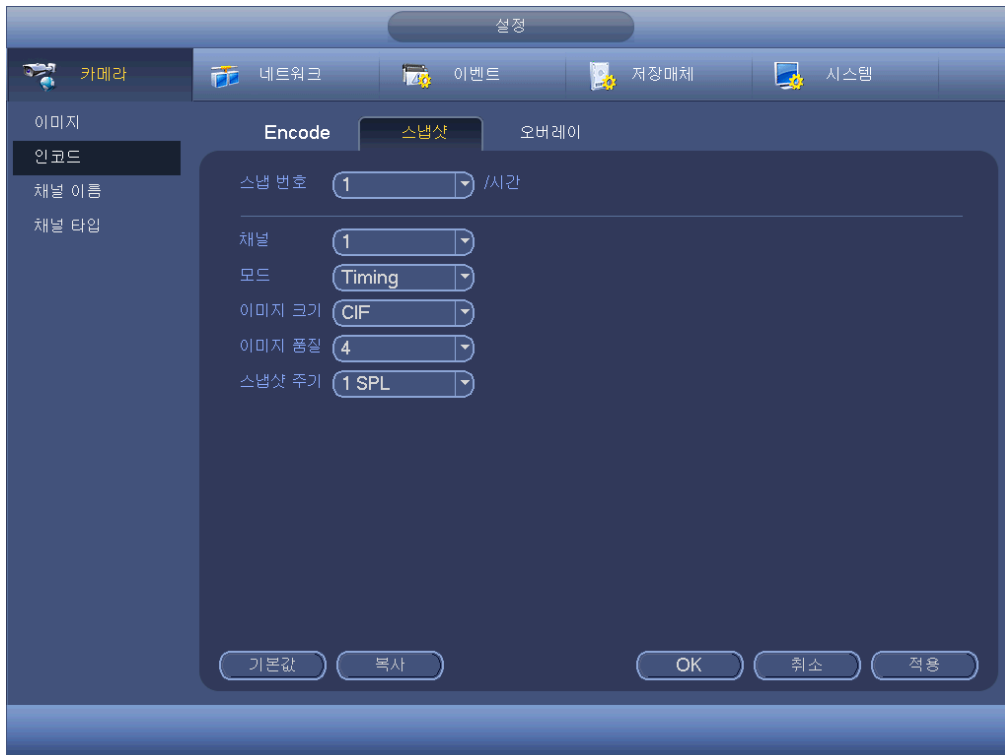 설정
카메라 네트워크 이벤트 저장매체 시스템
이미지
인코드
채널 이름
채널 타입
Encode 스냅샷 오버레이
스냅 번호 1 /시간
채널 1
모드 Timing
이미지 크기 CIF
이미지 품질 4
스냅샷 주기 1 SPL
기본값 복사 OK 취소 적용